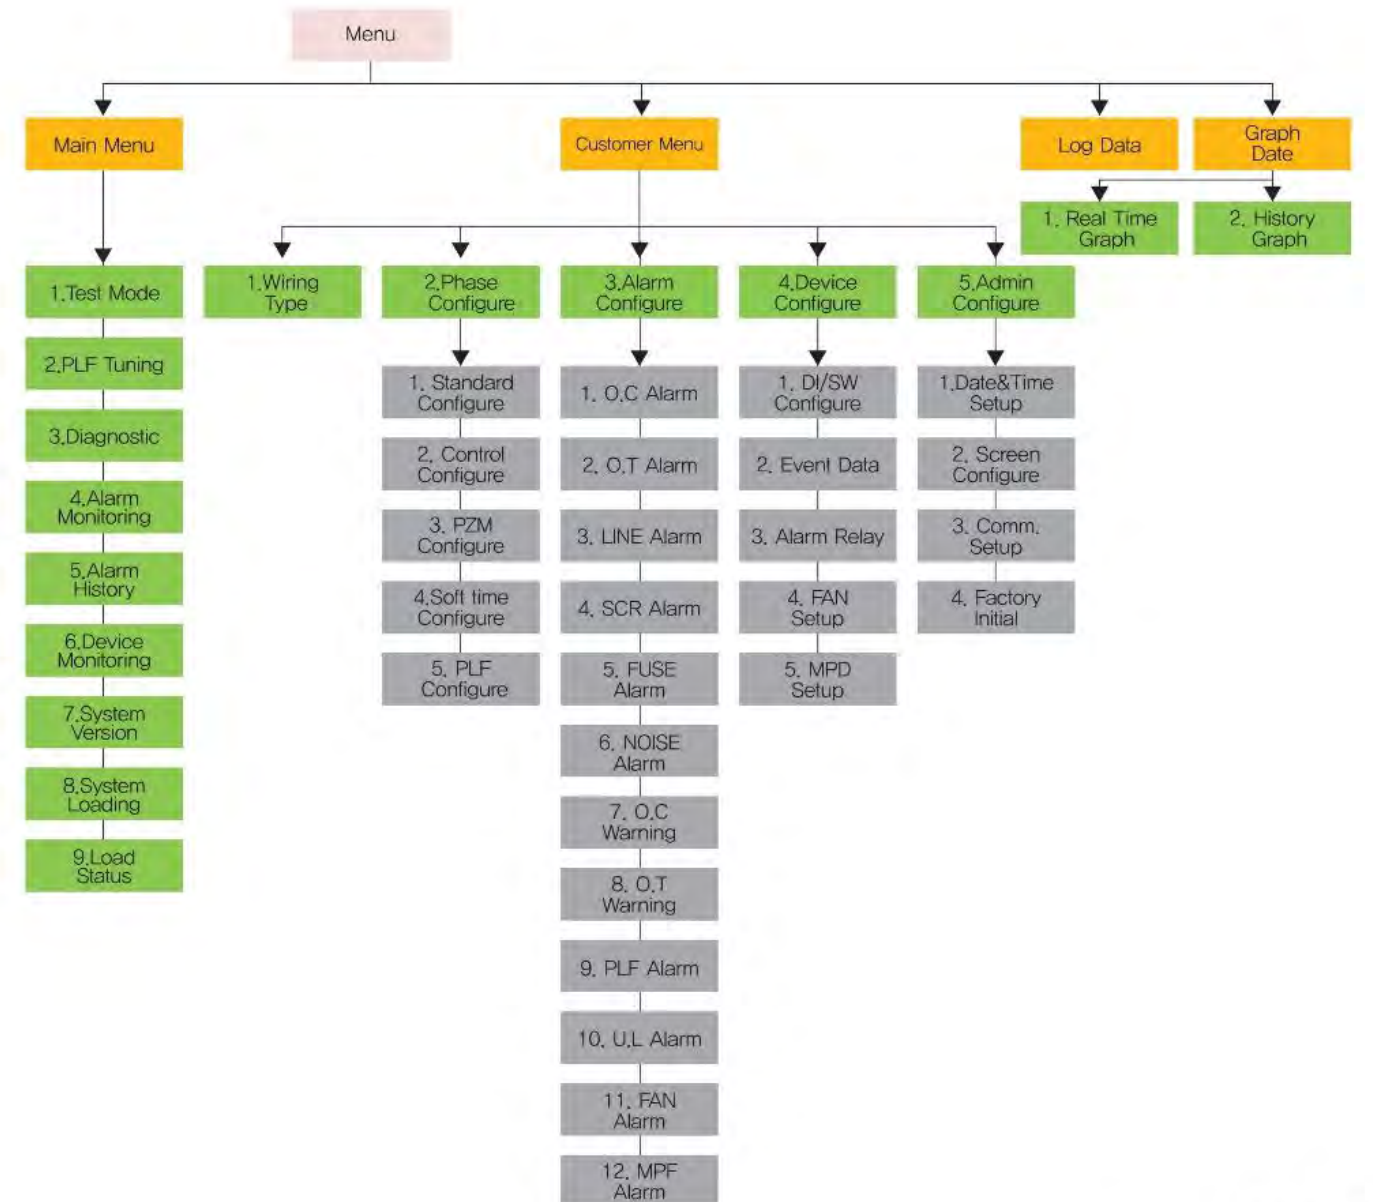 Menu
Main Menu
Customer Menu
Log Data
Graph
Date
1. Real Time
Graph
2. History
Graph
1.Test Mode
2.PLF Tuning
3.Diagnostic
4.Alarm
Monitoring
5.Alarm
History
6.Device
Monitoring
7.System
Version
8.System
Loading
9.Load
Status
1.Wiring
Type
2.Phase
Configure
1. Standard
Configure
2. Control
Configure
3. PZM
Configure
4.Soft time
Configure
5. PLF
Configure
3.Alarm
Configure
1. O.C Alarm
2. O.T Alarm
3. LINE Alarm
4. SCR Alarm
5. FUSE
Alarm
6. NOISE
Alarm
7. O.C
Warning
8. O.T
Warning
9. PLF Alarm
10. U.L Alarm
11. FAN
Alarm
12. MPF
Alarm
4.Device
Configure
1. DI/SW
Configure
2. Event Data
3. Alarm Relay
4. FAN
Setup
5. MPD
Setup
5.Admin
Configure
1.Date&Time
Setup
2. Screen
Configure
3. Comm.
Setup
4. Factory
Initial